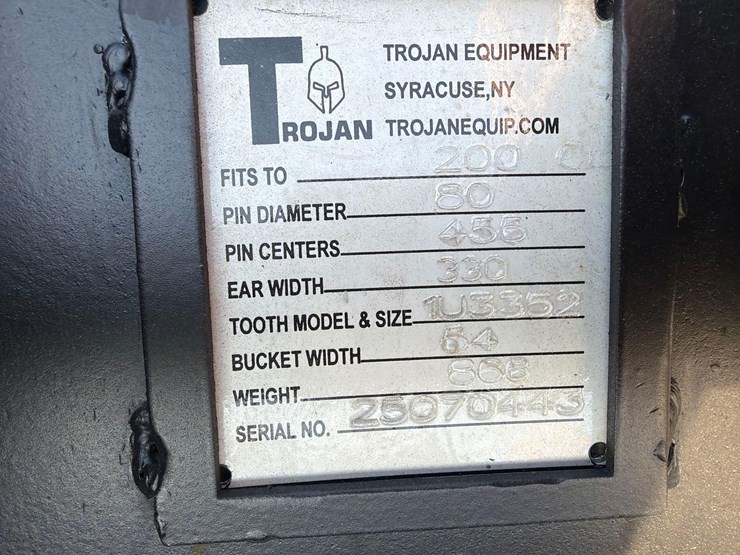 TROJAN
TROJAN EQUIPMENT
SYRACUSE,NY
TROJANEQUIP.COM
FITS TO 200
PIN DIAMETER 80
PIN CENTERS 455
EAR WIDTH 330
TOOTH MODEL & SIZE 1U3352
BUCKET WIDTH 64
WEIGHT 866
SERIAL NO. 25070443